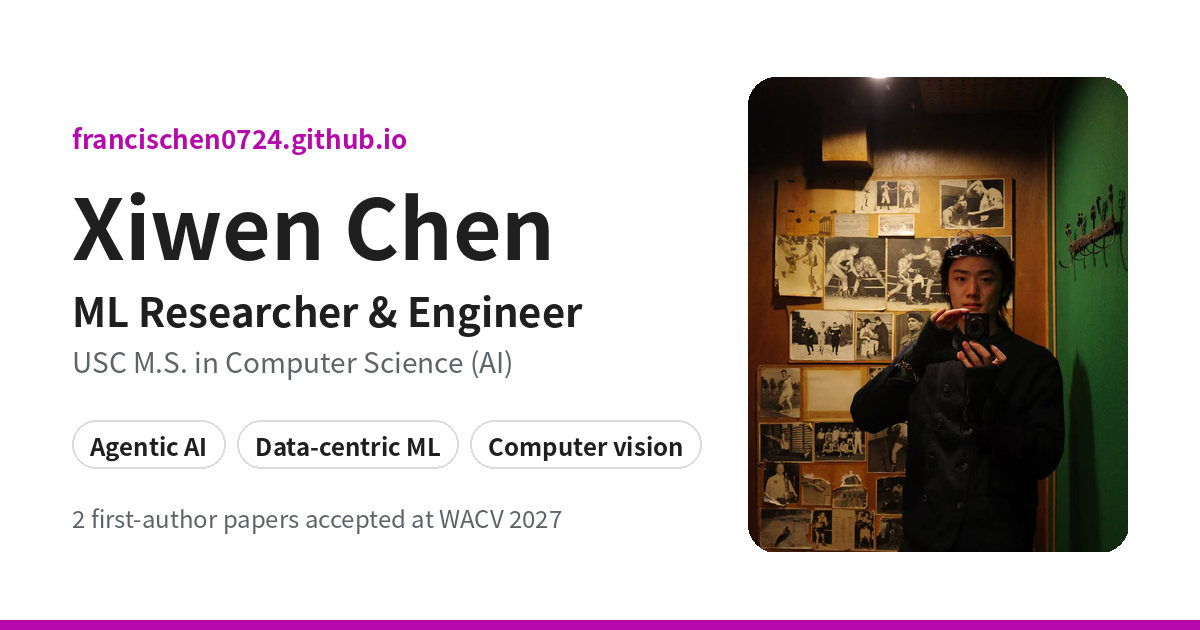 francischen0724.github.io
Xiwen Chen
ML Researcher & Engineer
USC M.S. in Computer Science (AI)
Agentic AI
Data-centric ML
Computer vision
2 first-author papers accepted at WACV 2027